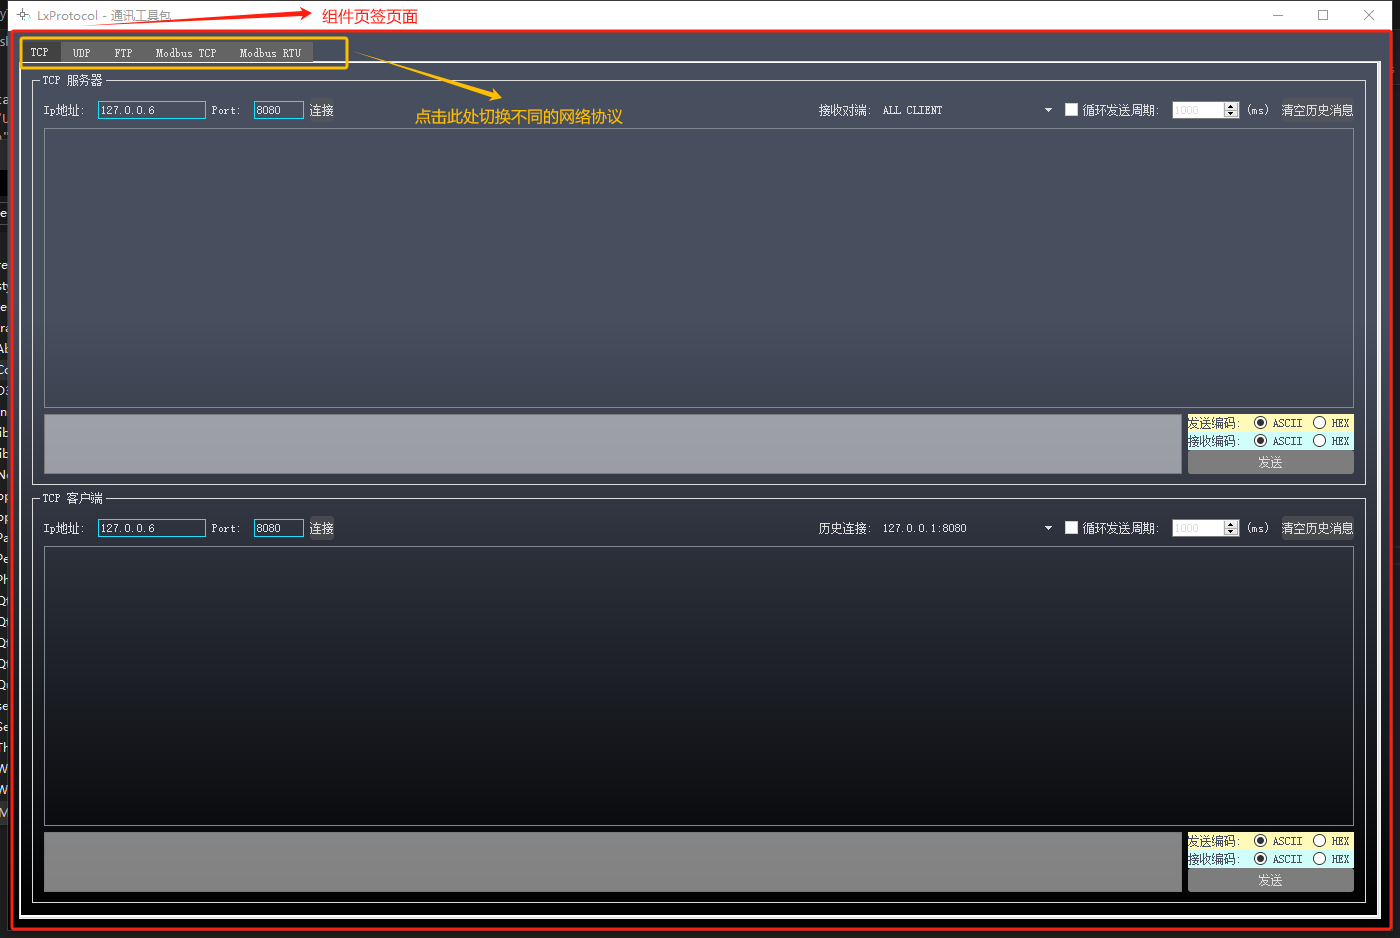 LxProtocol - 通讯工具包
组件页签页面
TCP UDP FTP Modbus TCP Modbus RTU
点击此处切换不同的网络协议
TCP 服务器
Ip地址: 127.0.0.6 Port: 8080 连接 接收对端: ALL CLIENT 循环发送周期: 1000 (ms) 清空历史消息
发送编码: ASCII HEX
接收编码: ASCII HEX
发送
TCP 客户端
Ip地址: 127.0.0.6 Port: 8080 连接 历史连接: 127.0.0.1:8080 循环发送周期: 1000 (ms) 清空历史消息
发送编码: ASCII HEX
接收编码: ASCII HEX
发送